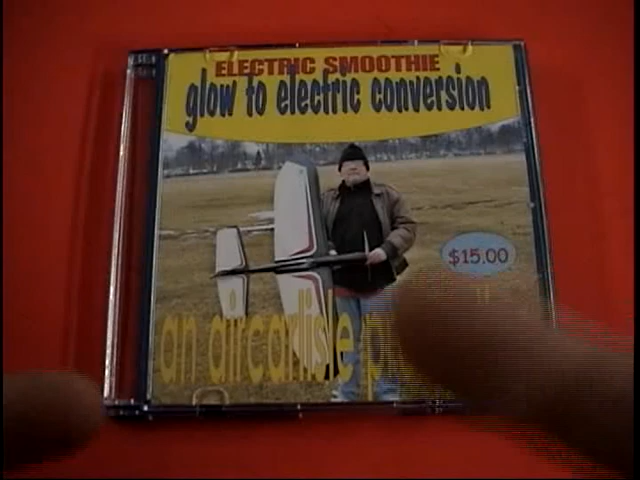 ELECTRIC SMOOTHIE
glow to electric conversion
$15.00
an aircarlisle